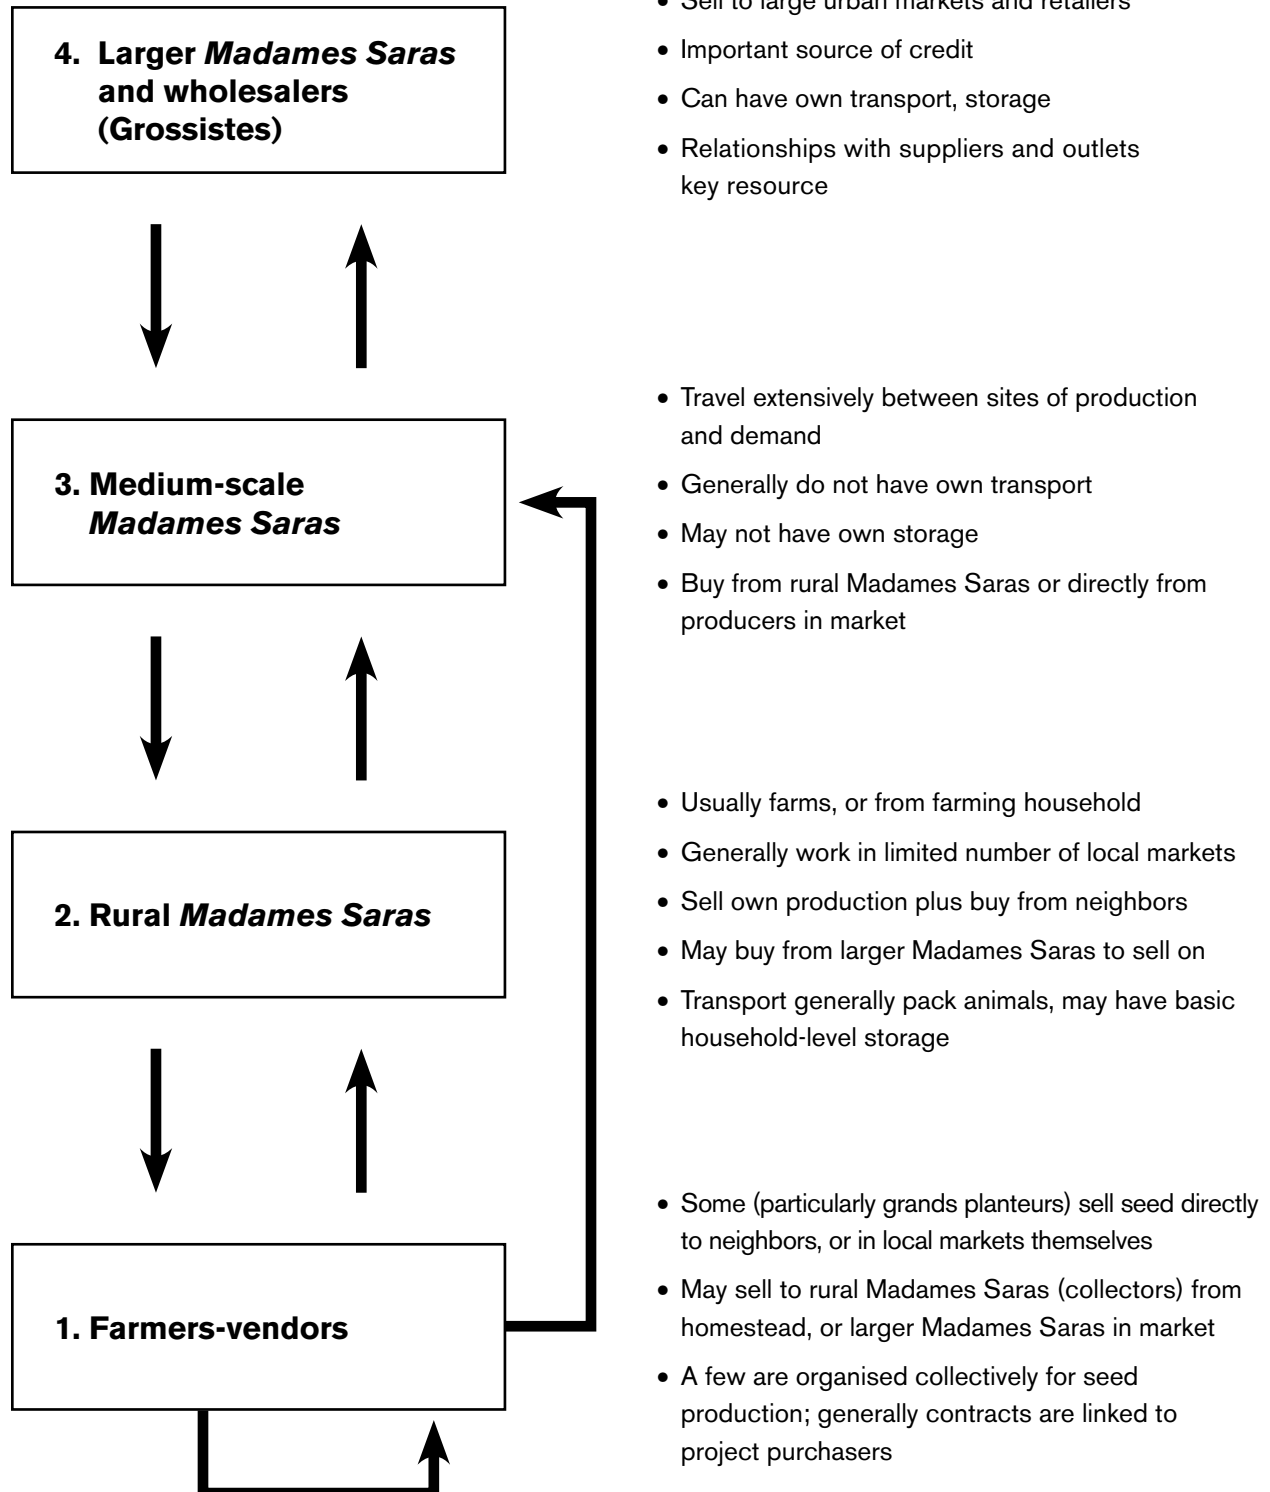 • Sell to large urban markets and retailers
4. Larger Madames Saras
and wholesalers
(Grossistes)
• Important source of credit
• Can have own transport, storage
• Relationships with suppliers and outlets
key resource
3. Medium-scale
Madames Saras
• Travel extensively between sites of production
and demand
• Generally do not have own transport
• May not have own storage
• Buy from rural Madames Saras or directly from
producers in market
2. Rural Madames Saras
• Usually farms, or from farming household
• Generally work in limited number of local markets
• Sell own production plus buy from neighbors
• May buy from larger Madames Saras to sell on
• Transport generally pack animals, may have basic
household-level storage
1. Farmers-vendors
• Some (particularly grands planteurs) sell seed directly
to neighbors, or in local markets themselves
• May sell to rural Madames Saras (collectors) from
homestead, or larger Madames Saras in market
• A few are organised collectively for seed
production; generally contracts are linked to
project purchasers